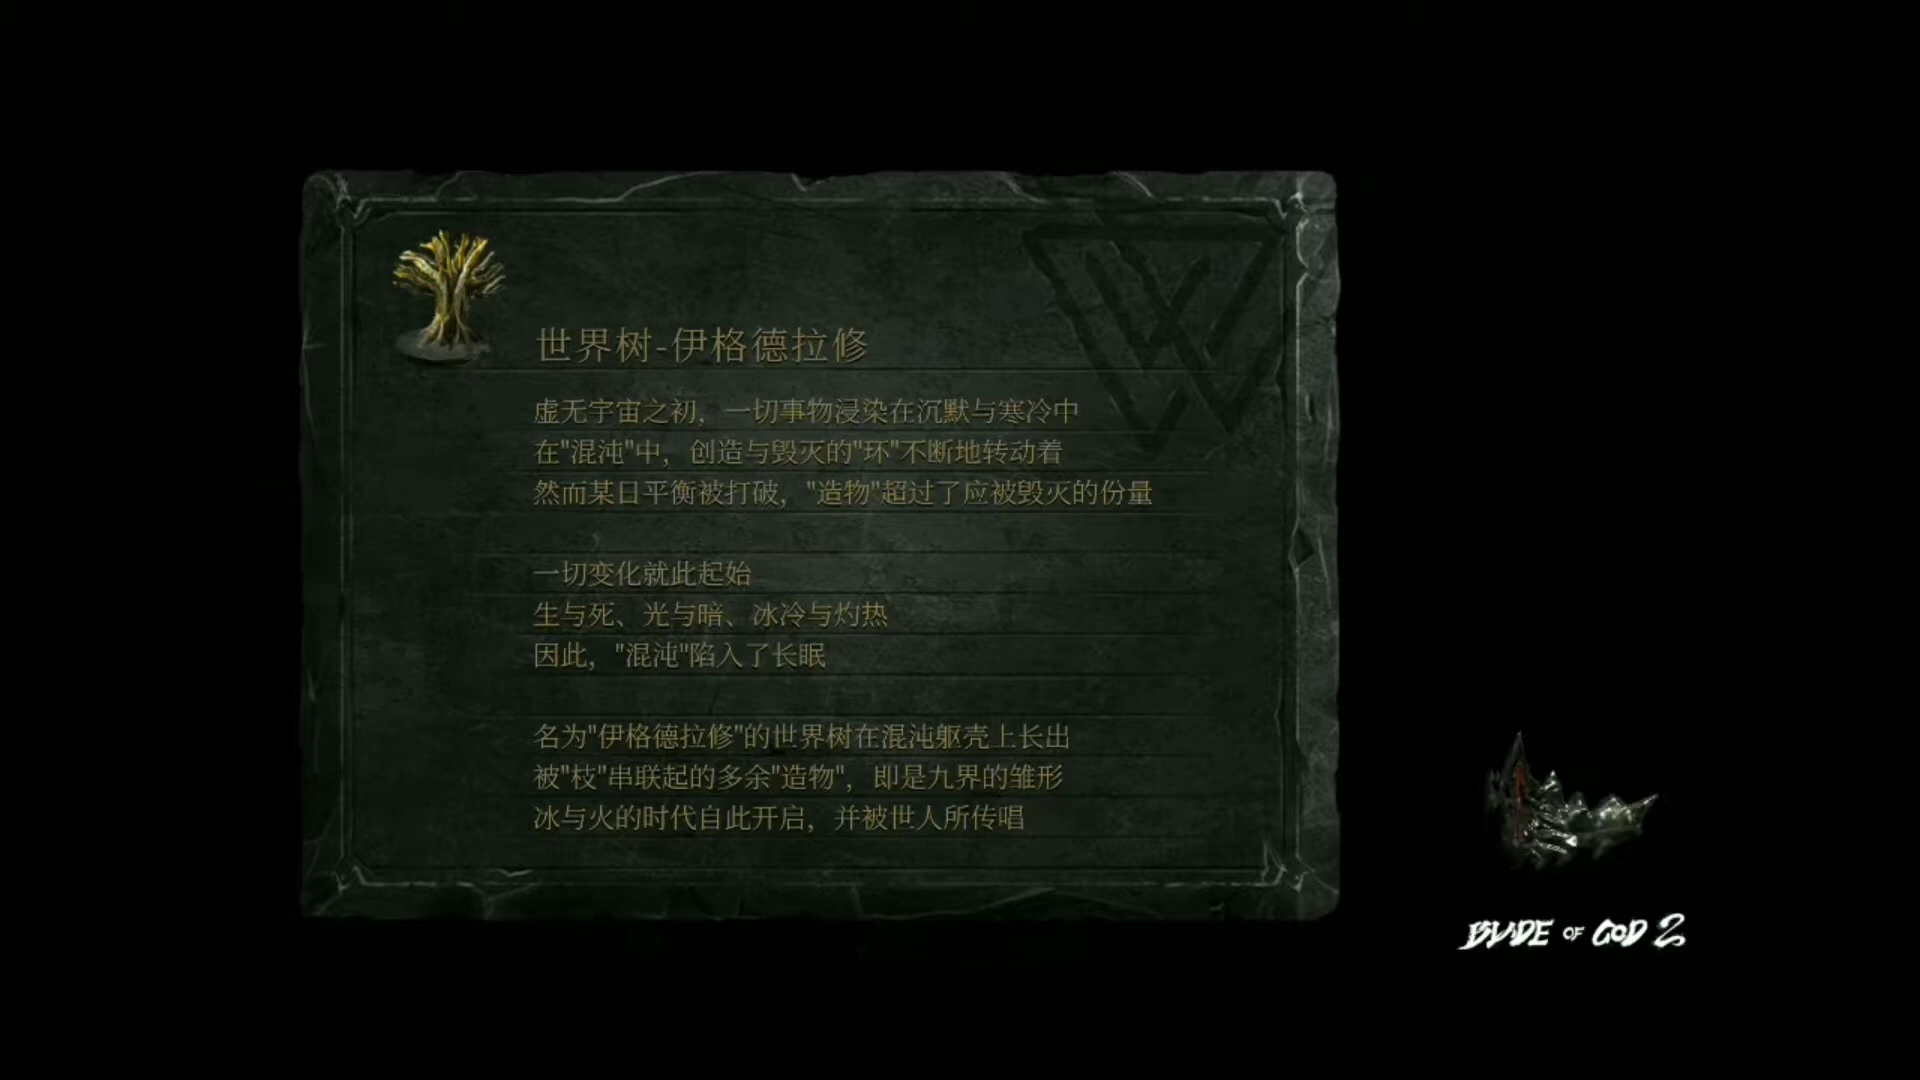 世界树-伊格德拉修
虚无宇宙之初，一切事物浸染在沉默与寒冷中
在"混沌"中，创造与毁灭的"环"不断地转动着
然而某日平衡被打破，"造物"超过了应被毁灭的份量
一切变化就此起始
生与死、光与暗、冰冷与灼热
因此，"混沌"陷入了长眠
名为"伊格德拉修"的世界树在混沌躯壳上长出
被"枝"串联起的多余"造物"，即是九界的雏形
冰与火的时代自此开启，并被世人所传唱
BLADE OF GOD 2